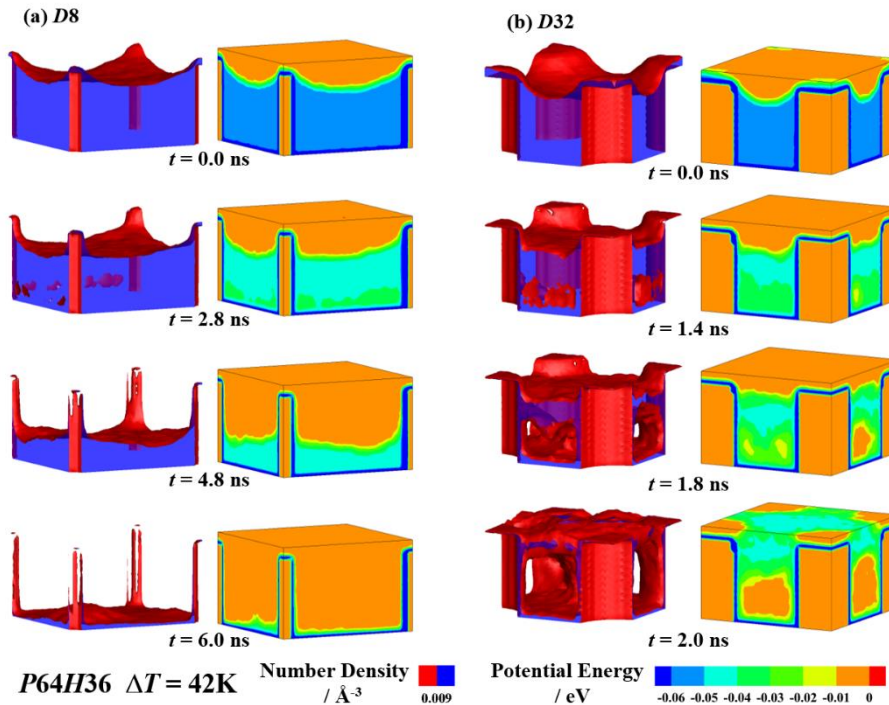 (a) D8
(b) D32
t = 0.0 ns
t = 0.0 ns
t = 2.8 ns
t = 1.4 ns
t = 4.8 ns
t = 1.8 ns
t = 6.0 ns
t = 2.0 ns
P64H36 ΔT = 42K
Number Density
/ Å⁻³
0.009
Potential Energy
/ eV
-0.06 -0.05 -0.04 -0.03 -0.02 -0.01 0